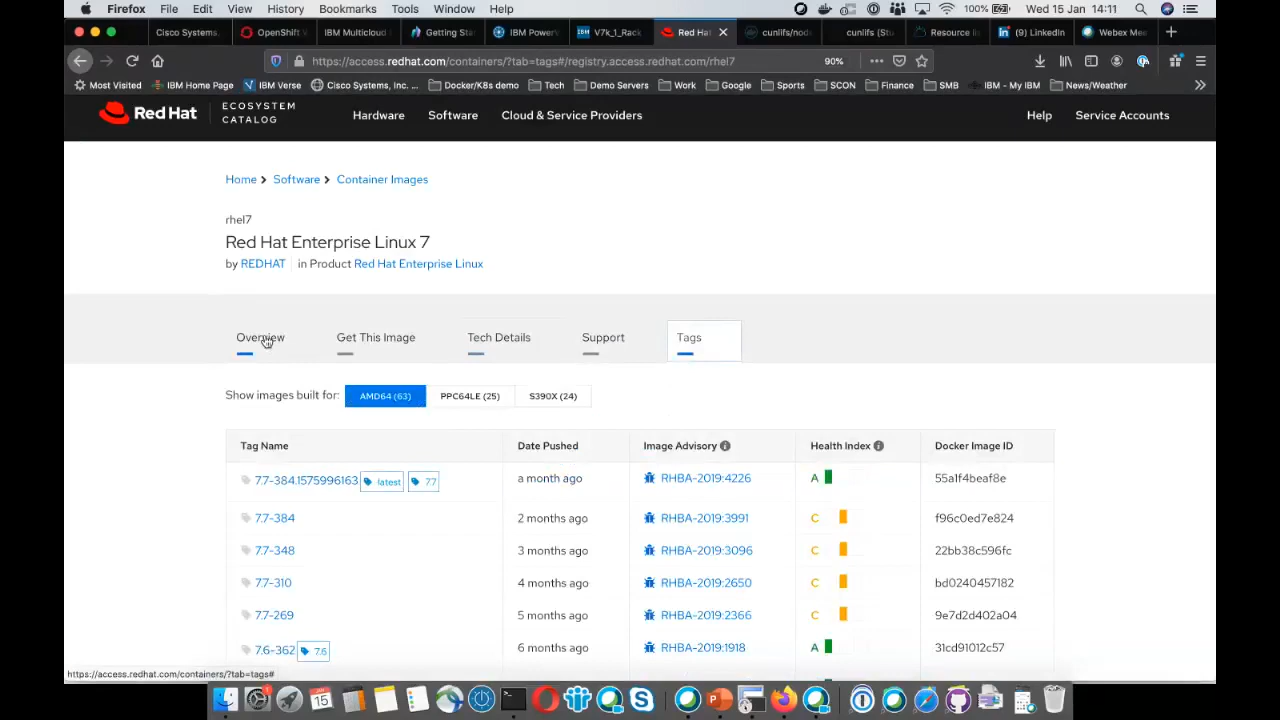 Firefox File Edit View History Bookmarks Tools Window Help 100% Wed 15 Jan 14:11
Cisco Systems, OpenShift V IBM Multicloud Getting Sta IBM Power V7k_1_Rack Red Hat cunlifs/node cunlifs (Stu Resource li (1) LinkedIn Webex Mee
https://access.redhat.com/containers/?tab=tags#/registry.access.redhat.com/rhel7 90%
Most Visited IBM Home Page IBM Verse Cisco Systems, Inc. ... Docker/K8s demo Tech Demo Servers Work Google Sports SCON Finance SMB IBM - My IBM News/Weather
Red Hat
ECOSYSTEM
CATALOG
Hardware Software Cloud & Service Providers Help Service Accounts
Home Software Container Images
rhel7
Red Hat Enterprise Linux 7
by REDHAT in Product Red Hat Enterprise Linux
Overview Get This Image Tech Details Support Tags
Show images built for: AMD64 (63) PPC64LE (25) S390X (24)
Tag Name Date Pushed Image Advisory Health Index Docker Image ID
7.7-384.1575996163 latest 7.7 a month ago RHBA-2019:4226 A 55a1f4beaf8e
7.7-384 2 months ago RHBA-2019:3991 C f96c0ed7e824
7.7-348 3 months ago RHBA-2019:3096 C 22bb38c596fc
7.7-310 4 months ago RHBA-2019:2650 C bd0240457182
7.7-269 5 months ago RHBA-2019:2366 C 9e7d2d402a04
7.6-362 7.6 6 months ago RHBA-2019:1918 A 31cd91012c57
https://access.redhat.com/containers/?tab=tags#